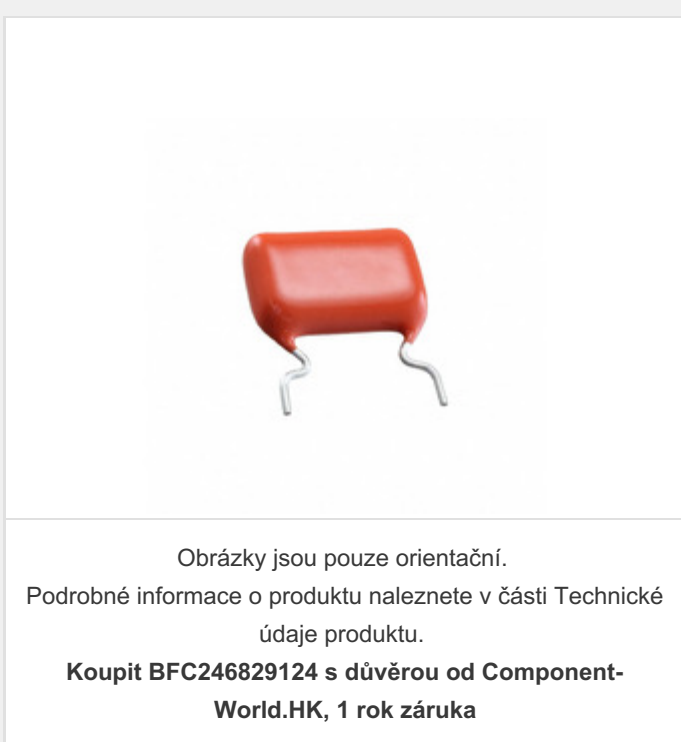 Obrázky jsou pouze orientační.
Podrobné informace o produktu naleznete v části Technické
údaje produktu.
Koupit BFC246829124 s důvěrou od Component-
World.HK, 1 rok záruka